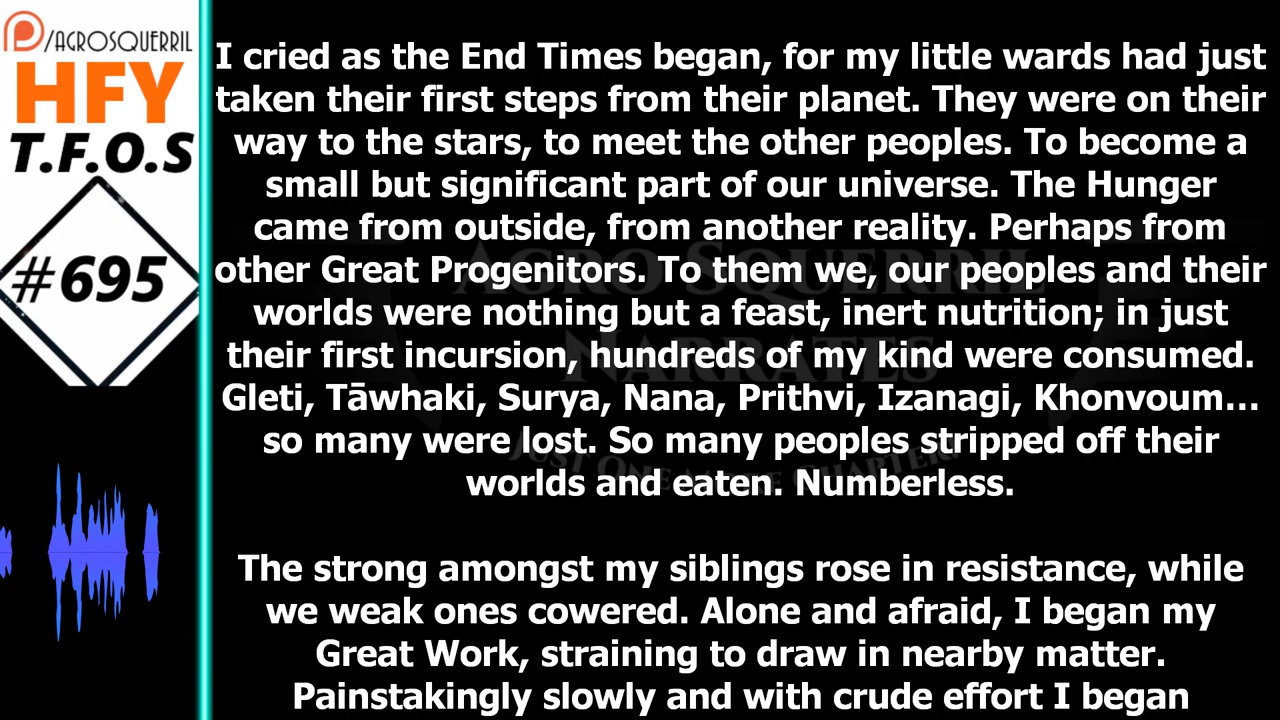 /AGROSQUERRIL
HFY
T.F.O.S
#695
I cried as the End Times began, for my little wards had just
taken their first steps from their planet. They were on their
way to the stars, to meet the other peoples. To become a
small but significant part of our universe. The Hunger
came from outside, from another reality. Perhaps from
other Great Progenitors. To them we, our peoples and their
worlds were nothing but a feast, inert nutrition; in just
their first incursion, hundreds of my kind were consumed.
Gleti, Tāwhaki, Surya, Nana, Prithvi, Izanagi, Khonvoum...
so many were lost. So many peoples stripped off their
worlds and eaten. Numberless.
The strong amongst my siblings rose in resistance, while
we weak ones cowered. Alone and afraid, I began my
Great Work, straining to draw in nearby matter.
Painstakingly slowly and with crude effort I began
Agro Squerril
Narrates
Just One More Chapter